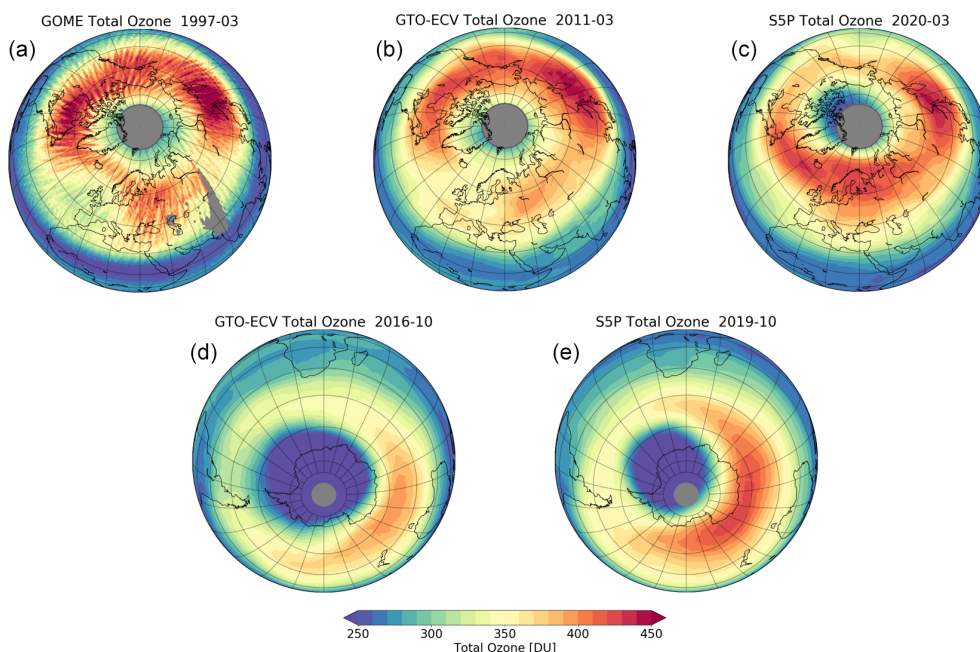 GOME Total Ozone 1997-03
GTO-ECV Total Ozone 2011-03
S5P Total Ozone 2020-03
(a)
(b)
(c)
GTO-ECV Total Ozone 2016-10
S5P Total Ozone 2019-10
(d)
(e)
250 300 350 400 450
Total Ozone [DU]